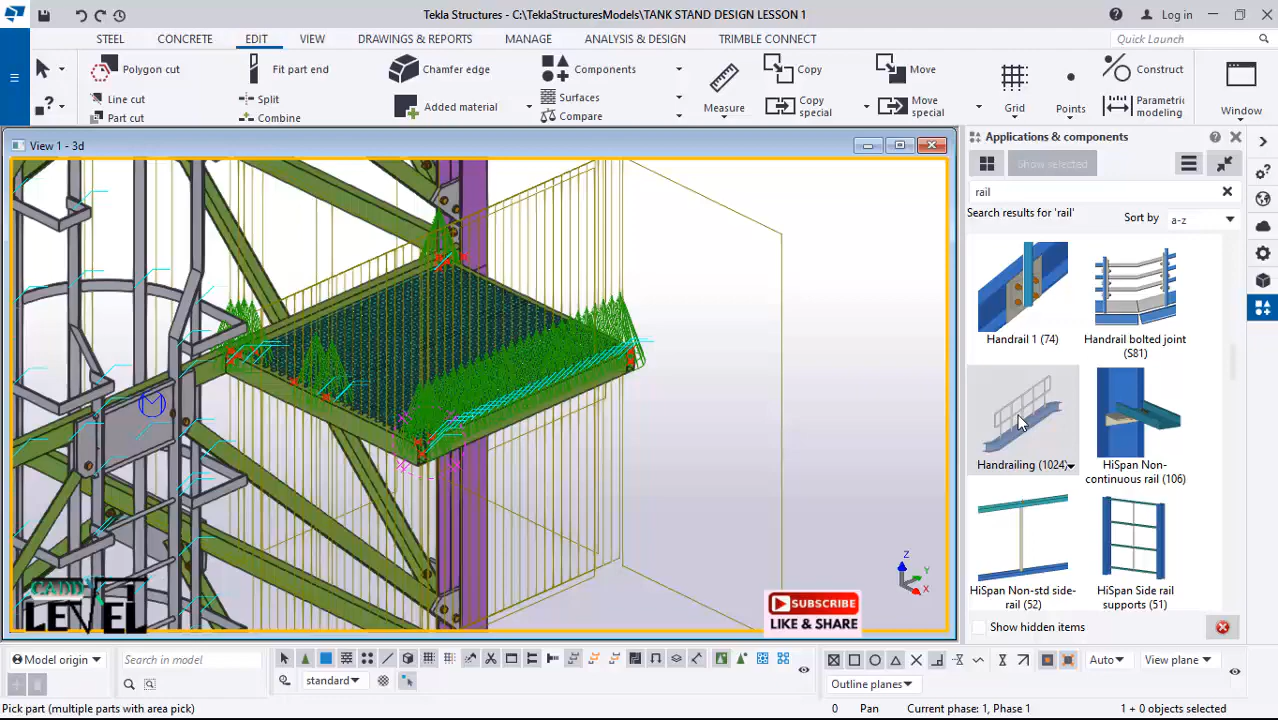 Tekla Structures - C:\TeklaStructuresModels\TANK STAND DESIGN LESSON 1
Log in
STEEL
CONCRETE
EDIT
VIEW
DRAWINGS & REPORTS
MANAGE
ANALYSIS & DESIGN
TRIMBLE CONNECT
Quick Launch
Polygon cut
Fit part end
Chamfer edge
Components
Copy
Move
Construct
Line cut
Split
Added material
Surfaces
Measure
Copy special
Move special
Grid
Points
Parametric modeling
Window
Part cut
Combine
Compare
View 1 - 3d
Applications & components
Show selected
rail
Search results for 'rail'
Sort by
a-z
Handrail 1 (74)
Handrail bolted joint (S81)
Handrailing (1024)
HiSpan Non-continuous rail (106)
HiSpan Non-std side-rail (52)
HiSpan Side rail supports (51)
Show hidden items
Z
Y
X
CADD
LEVEL
SUBSCRIBE
LIKE & SHARE
Model origin
Search in model
standard
Auto
View plane
Outline planes
Pick part (multiple parts with area pick)
0
Pan
Current phase: 1, Phase 1
1 + 0 objects selected